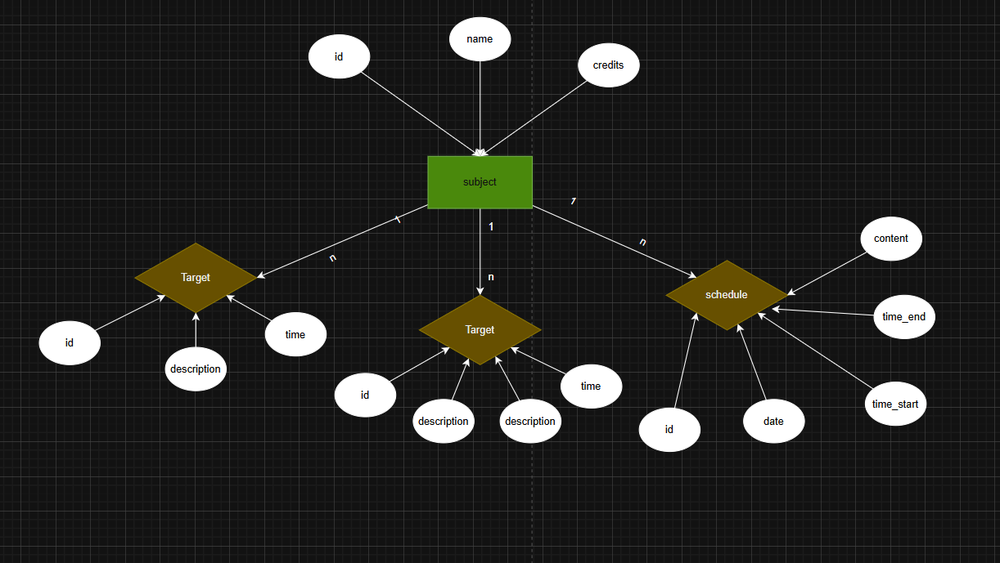 name
id
credits
subject
1
1
1
n
n
n
Target
id
description
time
Target
id
description
description
time
schedule
content
time_end
time_start
date
id